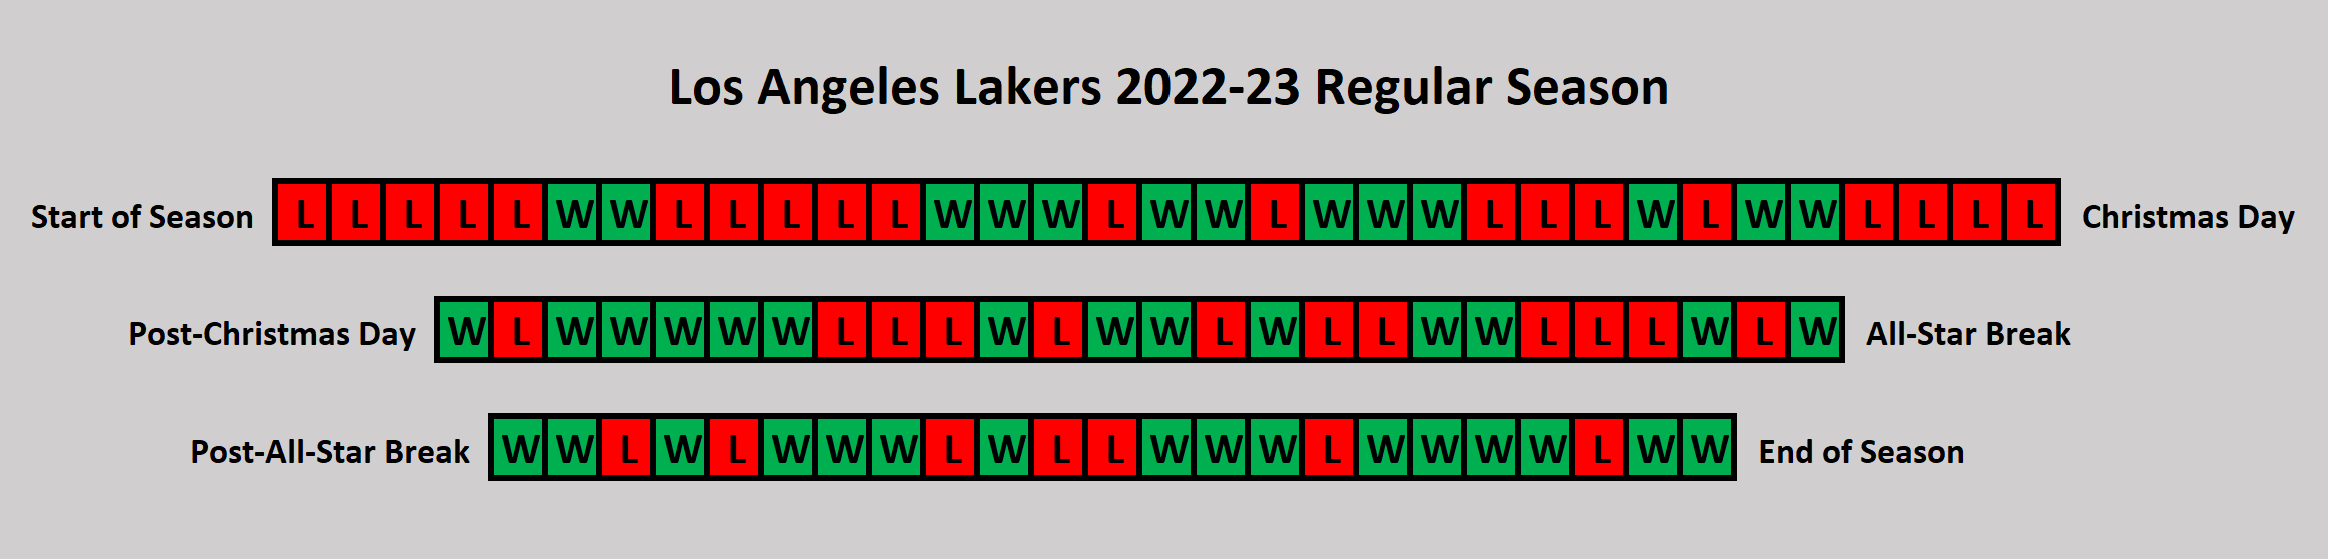 Los Angeles Lakers 2022-23 Regular Season
Start of Season L L L L L W W L L L L L W W W L W W L W W W L L L W L W W L L L L Christmas Day
Post-Christmas Day W L W W W W W L L L W L W W L W L L W W L L L W L W All-Star Break
Post-All-Star Break W W L W L W W W L W L L W W W L W W W W L W W End of Season